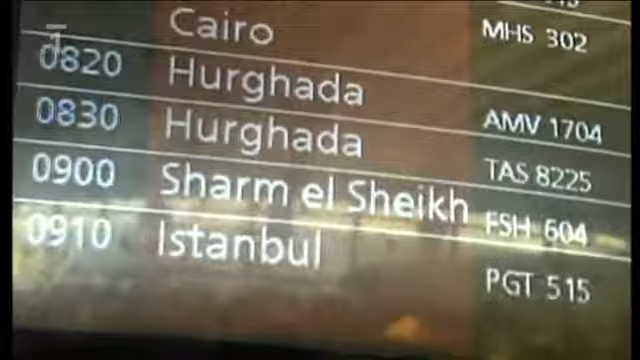 Cairo MHS 302
0820 Hurghada AMV 1704
0830 Hurghada TAS 8225
0900 Sharm el Sheikh FSH 604
0910 Istanbul PGT 515